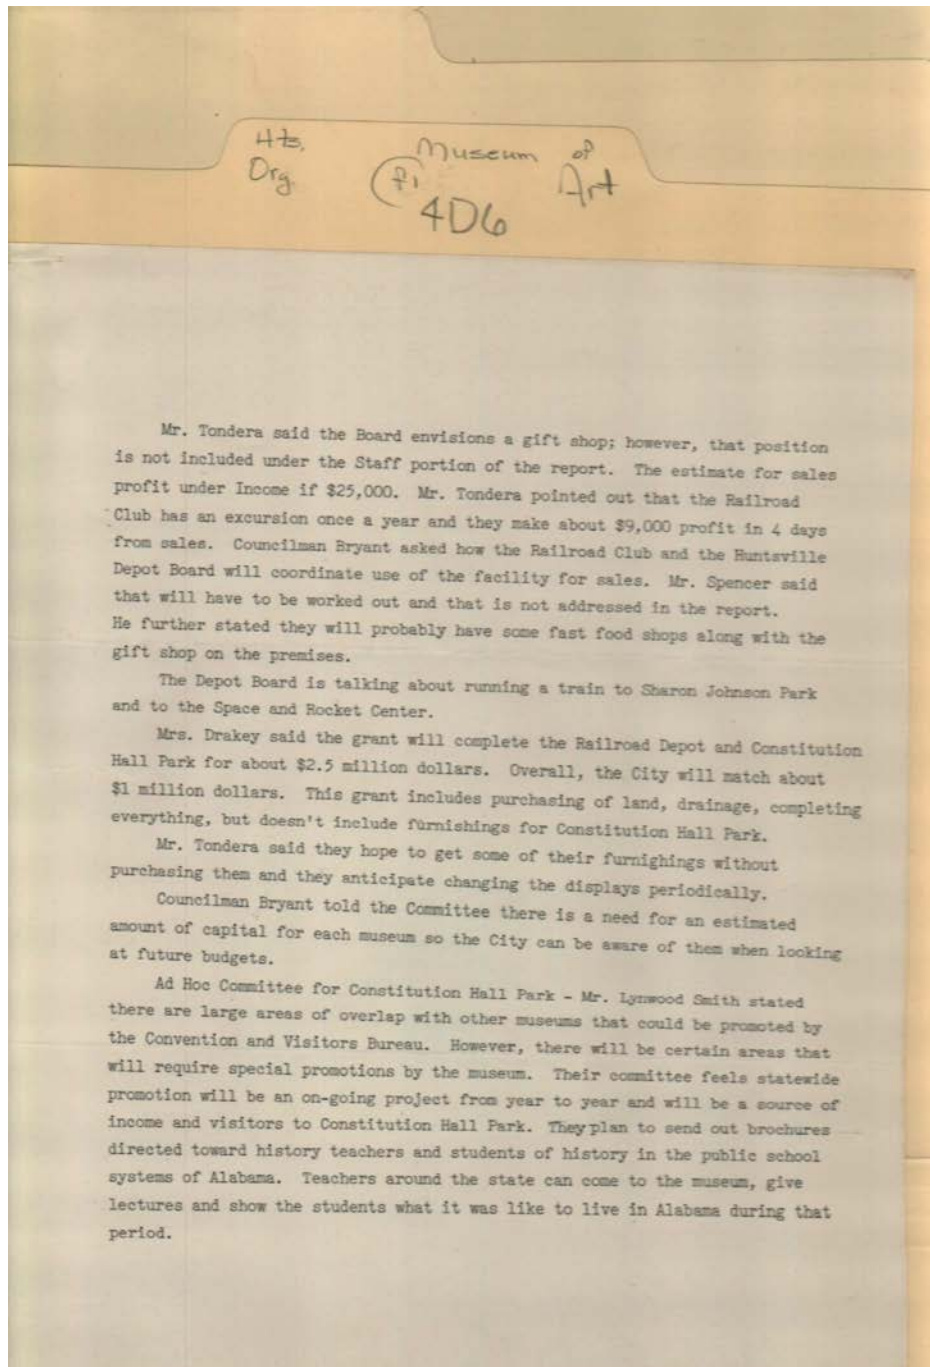 Hts. Museum of
Org. P1 Art
4D6
Mr. Tondera said the Board envisions a gift shop; however, that position
is not included under the Staff portion of the report. The estimate for sales
profit under Income if $25,000. Mr. Tondera pointed out that the Railroad
Club has an excursion once a year and they make about $9,000 profit in 4 days
from sales. Councilman Bryant asked how the Railroad Club and the Huntsville
Depot Board will coordinate use of the facility for sales. Mr. Spencer said
that will have to be worked out and that is not addressed in the report.
He further stated they will probably have some fast food shops along with the
gift shop on the premises.
The Depot Board is talking about running a train to Sharon Johnson Park
and to the Space and Rocket Center.
Mrs. Drakey said the grant will complete the Railroad Depot and Constitution
Hall Park for about $2.5 million dollars. Overall, the City will match about
$1 million dollars. This grant includes purchasing of land, drainage, completing
everything, but doesn't include furnishings for Constitution Hall Park.
Mr. Tondera said they hope to get some of their furnighings without
purchasing them and they anticipate changing the displays periodically.
Councilman Bryant told the Committee there is a need for an estimated
amount of capital for each museum so the City can be aware of them when looking
at future budgets.
Ad Hoc Committee for Constitution Hall Park - Mr. Lynwood Smith stated
there are large areas of overlap with other museums that could be promoted by
the Convention and Visitors Bureau. However, there will be certain areas that
will require special promotions by the museum. Their committee feels statewide
promotion will be an on-going project from year to year and will be a source of
income and visitors to Constitution Hall Park. They plan to send out brochures
directed toward history teachers and students of history in the public school
systems of Alabama. Teachers around the state can come to the museum, give
lectures and show the students what it was like to live in Alabama during that
period.